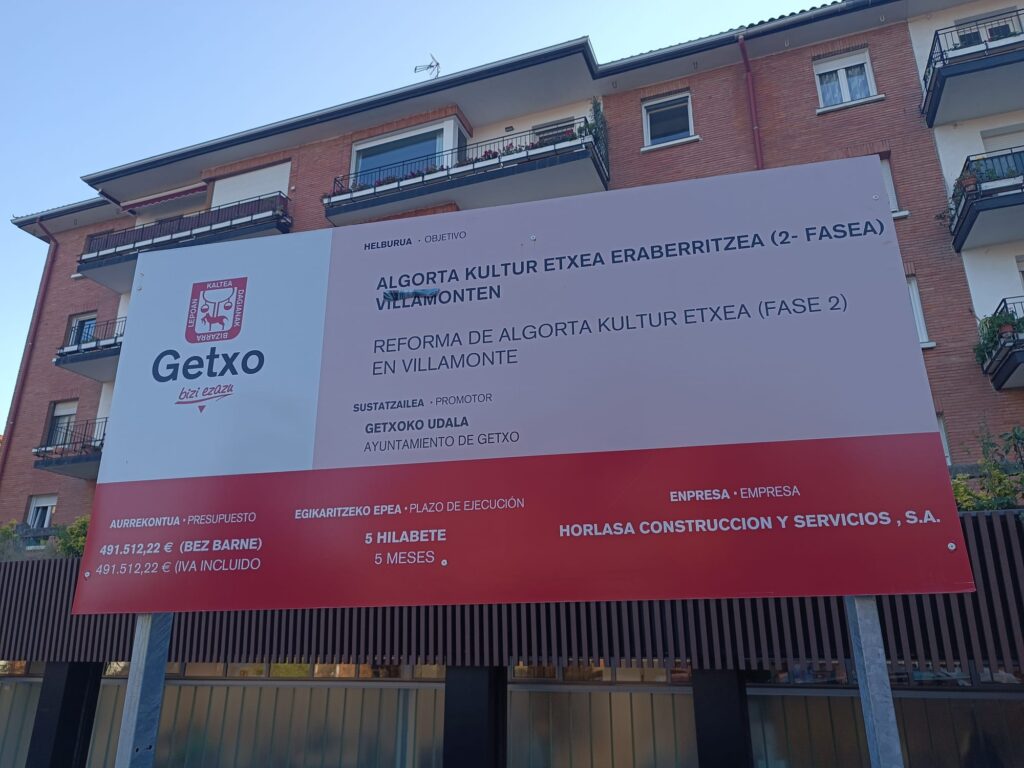 HELBURUA · OBJETIVO
ALGORTA KULTUR ETXEA ERABERRITZEA (2- FASEA)
VILLAMONTEN
REFORMA DE ALGORTA KULTUR ETXEA (FASE 2)
EN VILLAMONTE
LEPOAN KALTEA DAGIANAK BIZARRA
Getxo
bizi ezazu
SUSTATZAILEA · PROMOTOR
GETXOKO UDALA
AYUNTAMIENTO DE GETXO
AURREKONTUA · PRESUPUESTO
491.512,22 € (BEZ BARNE)
491.512,22 € (IVA INCLUIDO
EGIKARITZEKO EPEA · PLAZO DE EJECUCIÓN
5 HILABETE
5 MESES
ENPRESA · EMPRESA
HORLASA CONSTRUCCION Y SERVICIOS , S.A.